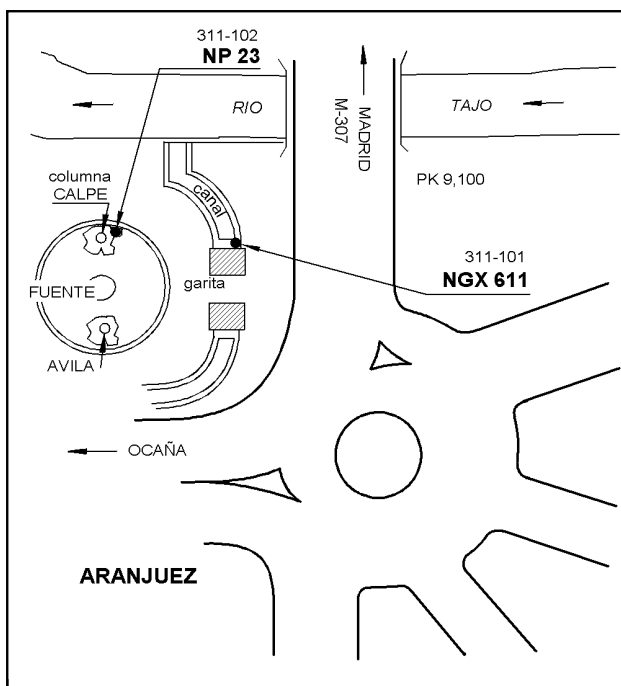 311-102
NP 23
RIO
MADRID
M-307
TAJO
PK 9,100
columna
CALPE
canal
311-101
NGX 611
garita
FUENTE
AVILA
OCAÑA
ARANJUEZ